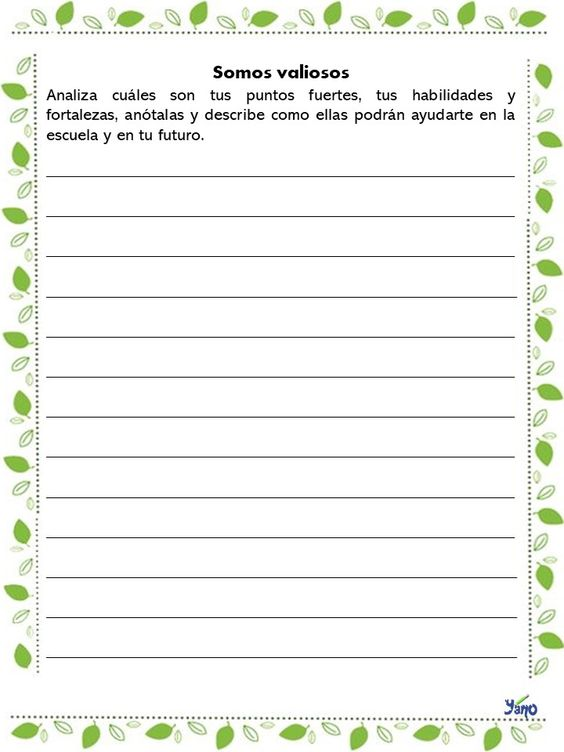 Somos valiosos
Analiza cuáles son tus puntos fuertes, tus habilidades y
fortalezas, anótalas y describe como ellas podrán ayudarte en la
escuela y en tu futuro.
Yano